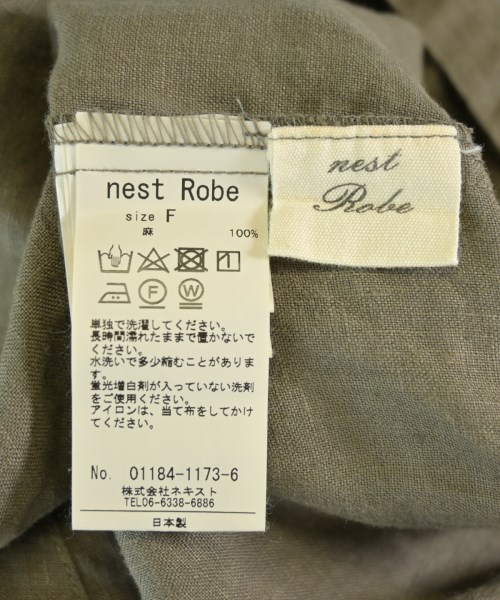 nest Robe
size F
麻 100%
F W
単独で洗濯してください。
長時間濡れたままで置かないで
ください。
水洗いで多少縮むことがありま
す。
蛍光増白剤が入っていない洗剤
をご使用ください。
アイロンは、当て布をしてかけ
てください。
No. 01184-1173-6
株式会社ネキスト
TEL06-6338-6886
日本製
nest
Robe